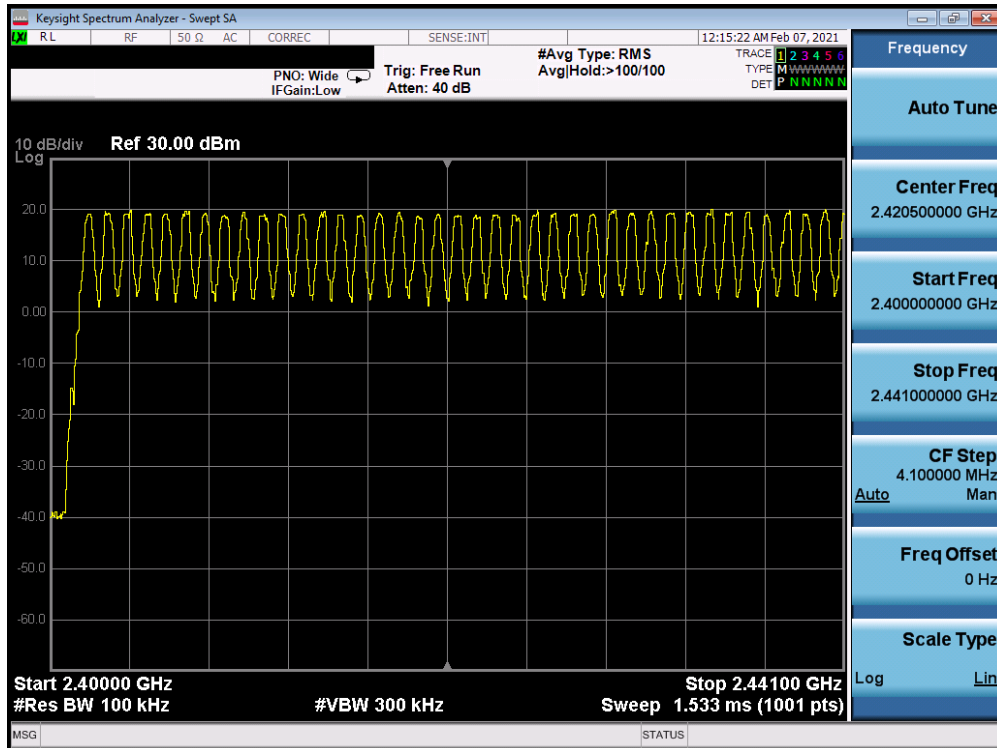 Keysight Spectrum Analyzer - Swept SA
LXI RL RF 50 Ω AC CORREC SENSE:INT 12:15:22 AM Feb 07, 2021
#Avg Type: RMS TRACE 1 2 3 4 5 6
PNO: Wide Trig: Free Run Avg|Hold:>100/100 TYPE M WWWWW
IFGain:Low Atten: 40 dB DET P N N N N N
10 dB/div Ref 30.00 dBm
Log
20.0
10.0
0.00
-10.0
-20.0
-30.0
-40.0
-50.0
-60.0
Start 2.40000 GHz Stop 2.44100 GHz
#Res BW 100 kHz #VBW 300 kHz Sweep 1.533 ms (1001 pts)
MSG STATUS
Frequency
Auto Tune
Center Freq
2.420500000 GHz
Start Freq
2.400000000 GHz
Stop Freq
2.441000000 GHz
CF Step
4.100000 MHz
Auto Man
Freq Offset
0 Hz
Scale Type
Log Lin